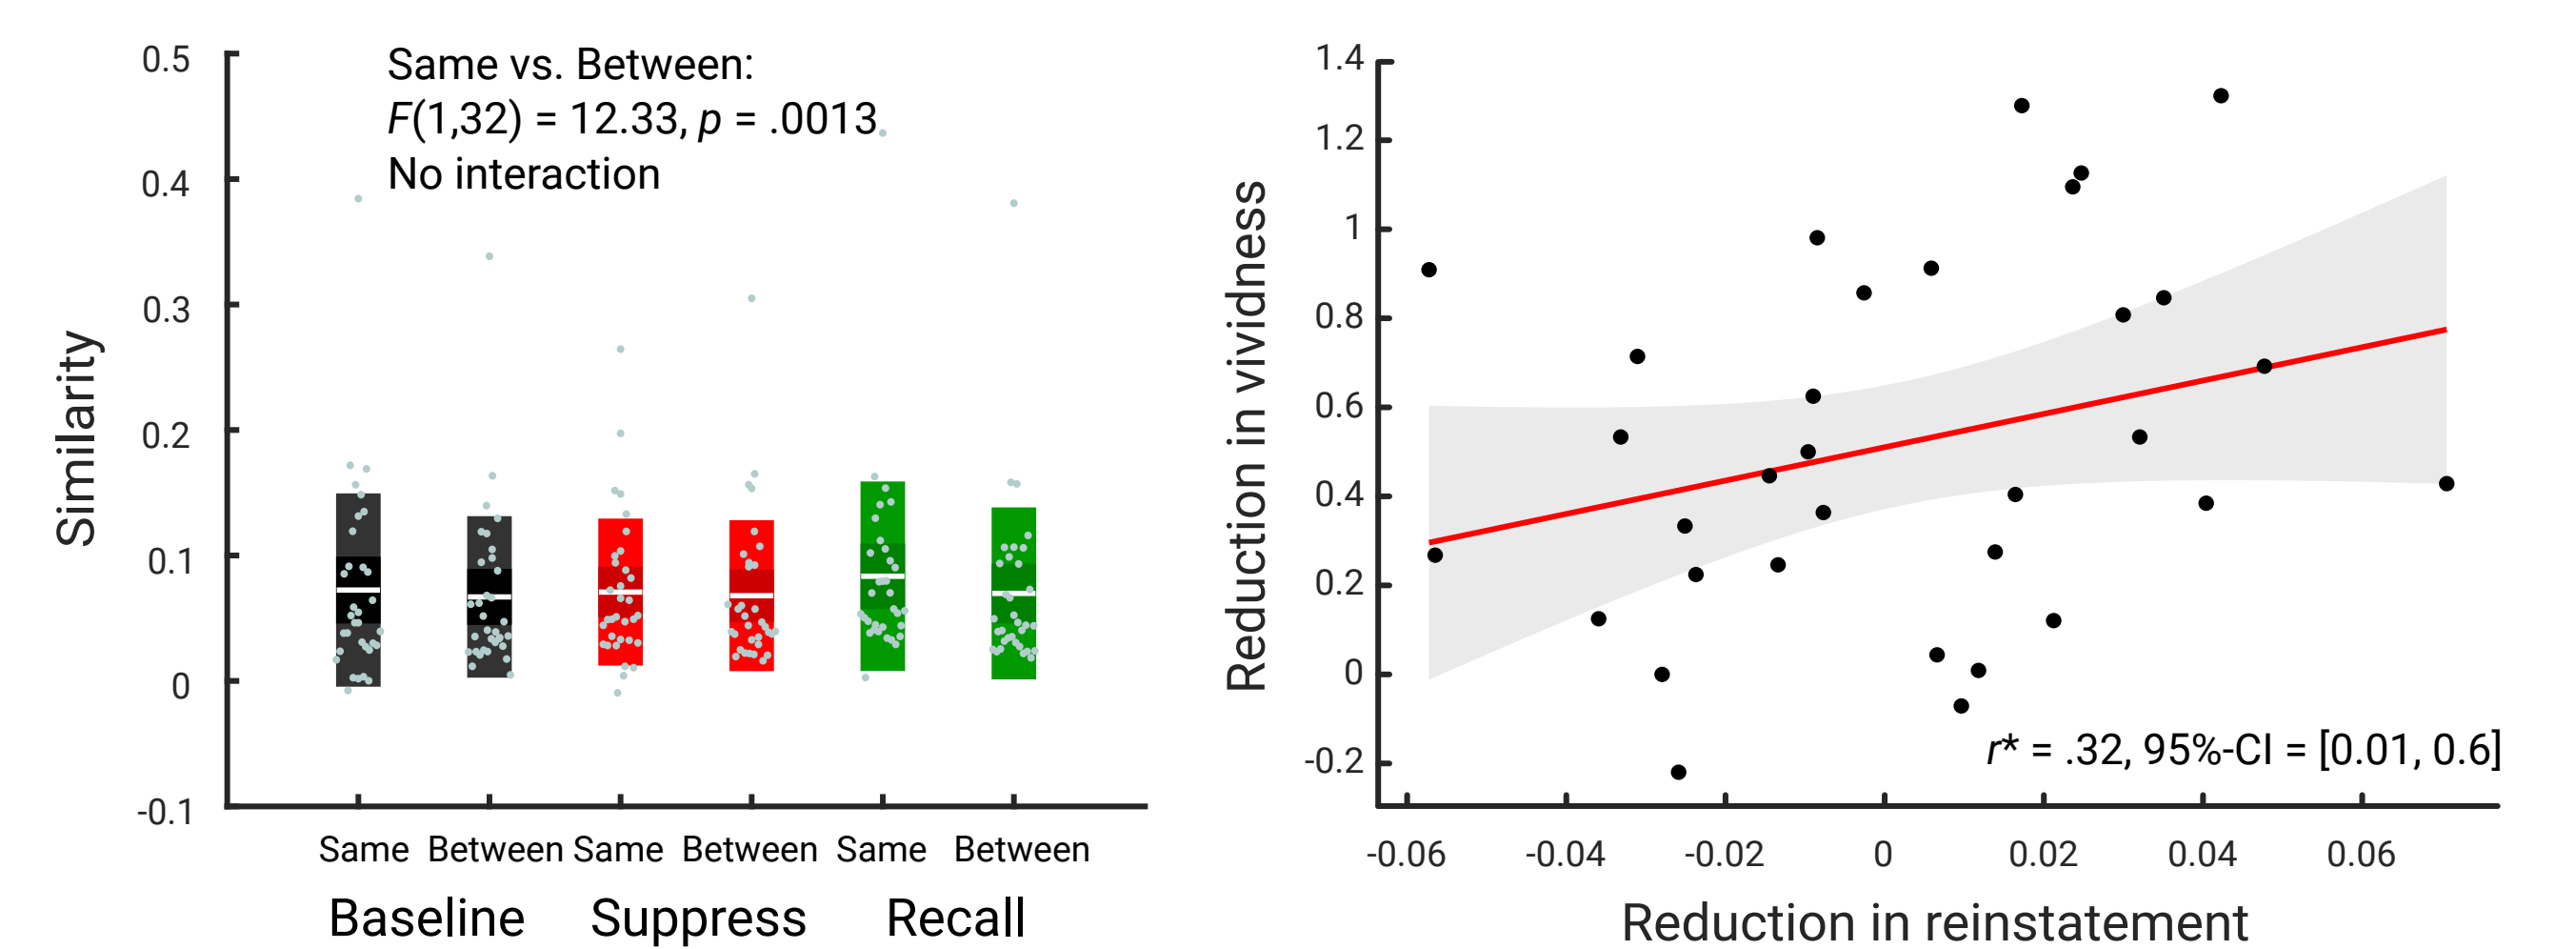 0.5
0.4
0.3
0.2
0.1
0
-0.1
Similarity
Same vs. Between:
F(1,32) = 12.33, p = .0013
No interaction
Same Between Same Between Same Between
Baseline Suppress Recall
1.4
1.2
1
0.8
0.6
0.4
0.2
0
-0.2
Reduction in vividness
r* = .32, 95%-CI = [0.01, 0.6]
-0.06 -0.04 -0.02 0 0.02 0.04 0.06
Reduction in reinstatement